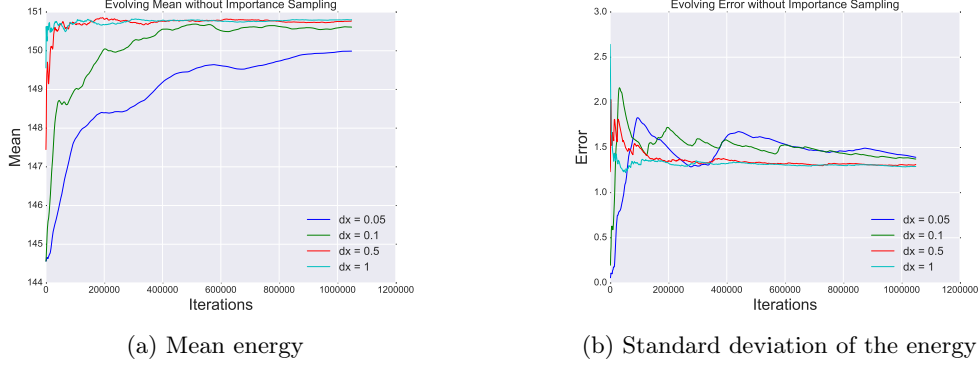 Evolving Mean without Importance Sampling
151
150
149
148
147
146
145
144
Mean
0
200000
400000
600000
800000
1000000
1200000
Iterations
dx = 0.05
dx = 0.1
dx = 0.5
dx = 1
(a) Mean energy
Evolving Error without Importance Sampling
3.0
2.5
2.0
1.5
1.0
0.5
0.0
Error
0
200000
400000
600000
800000
1000000
1200000
Iterations
dx = 0.05
dx = 0.1
dx = 0.5
dx = 1
(b) Standard deviation of the energy